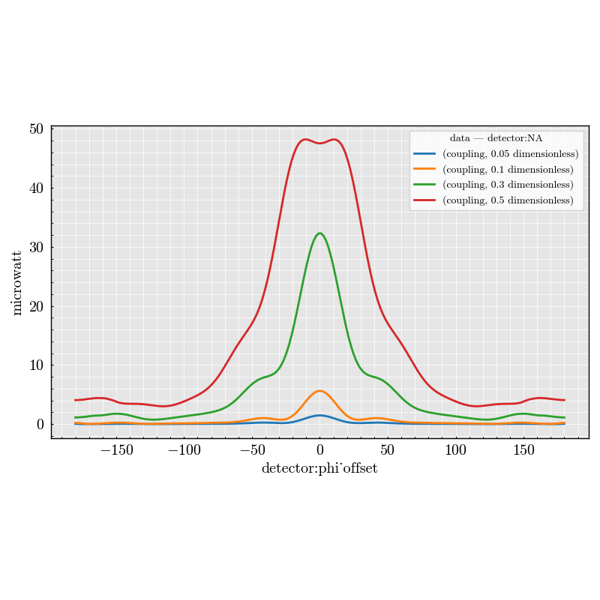 data — detector:NA
(coupling, 0.05 dimensionless)
(coupling, 0.1 dimensionless)
(coupling, 0.3 dimensionless)
(coupling, 0.5 dimensionless)
50
40
30
20
10
0
microwatt
−150 −100 −50 0 50 100 150
detector:phi˙offset